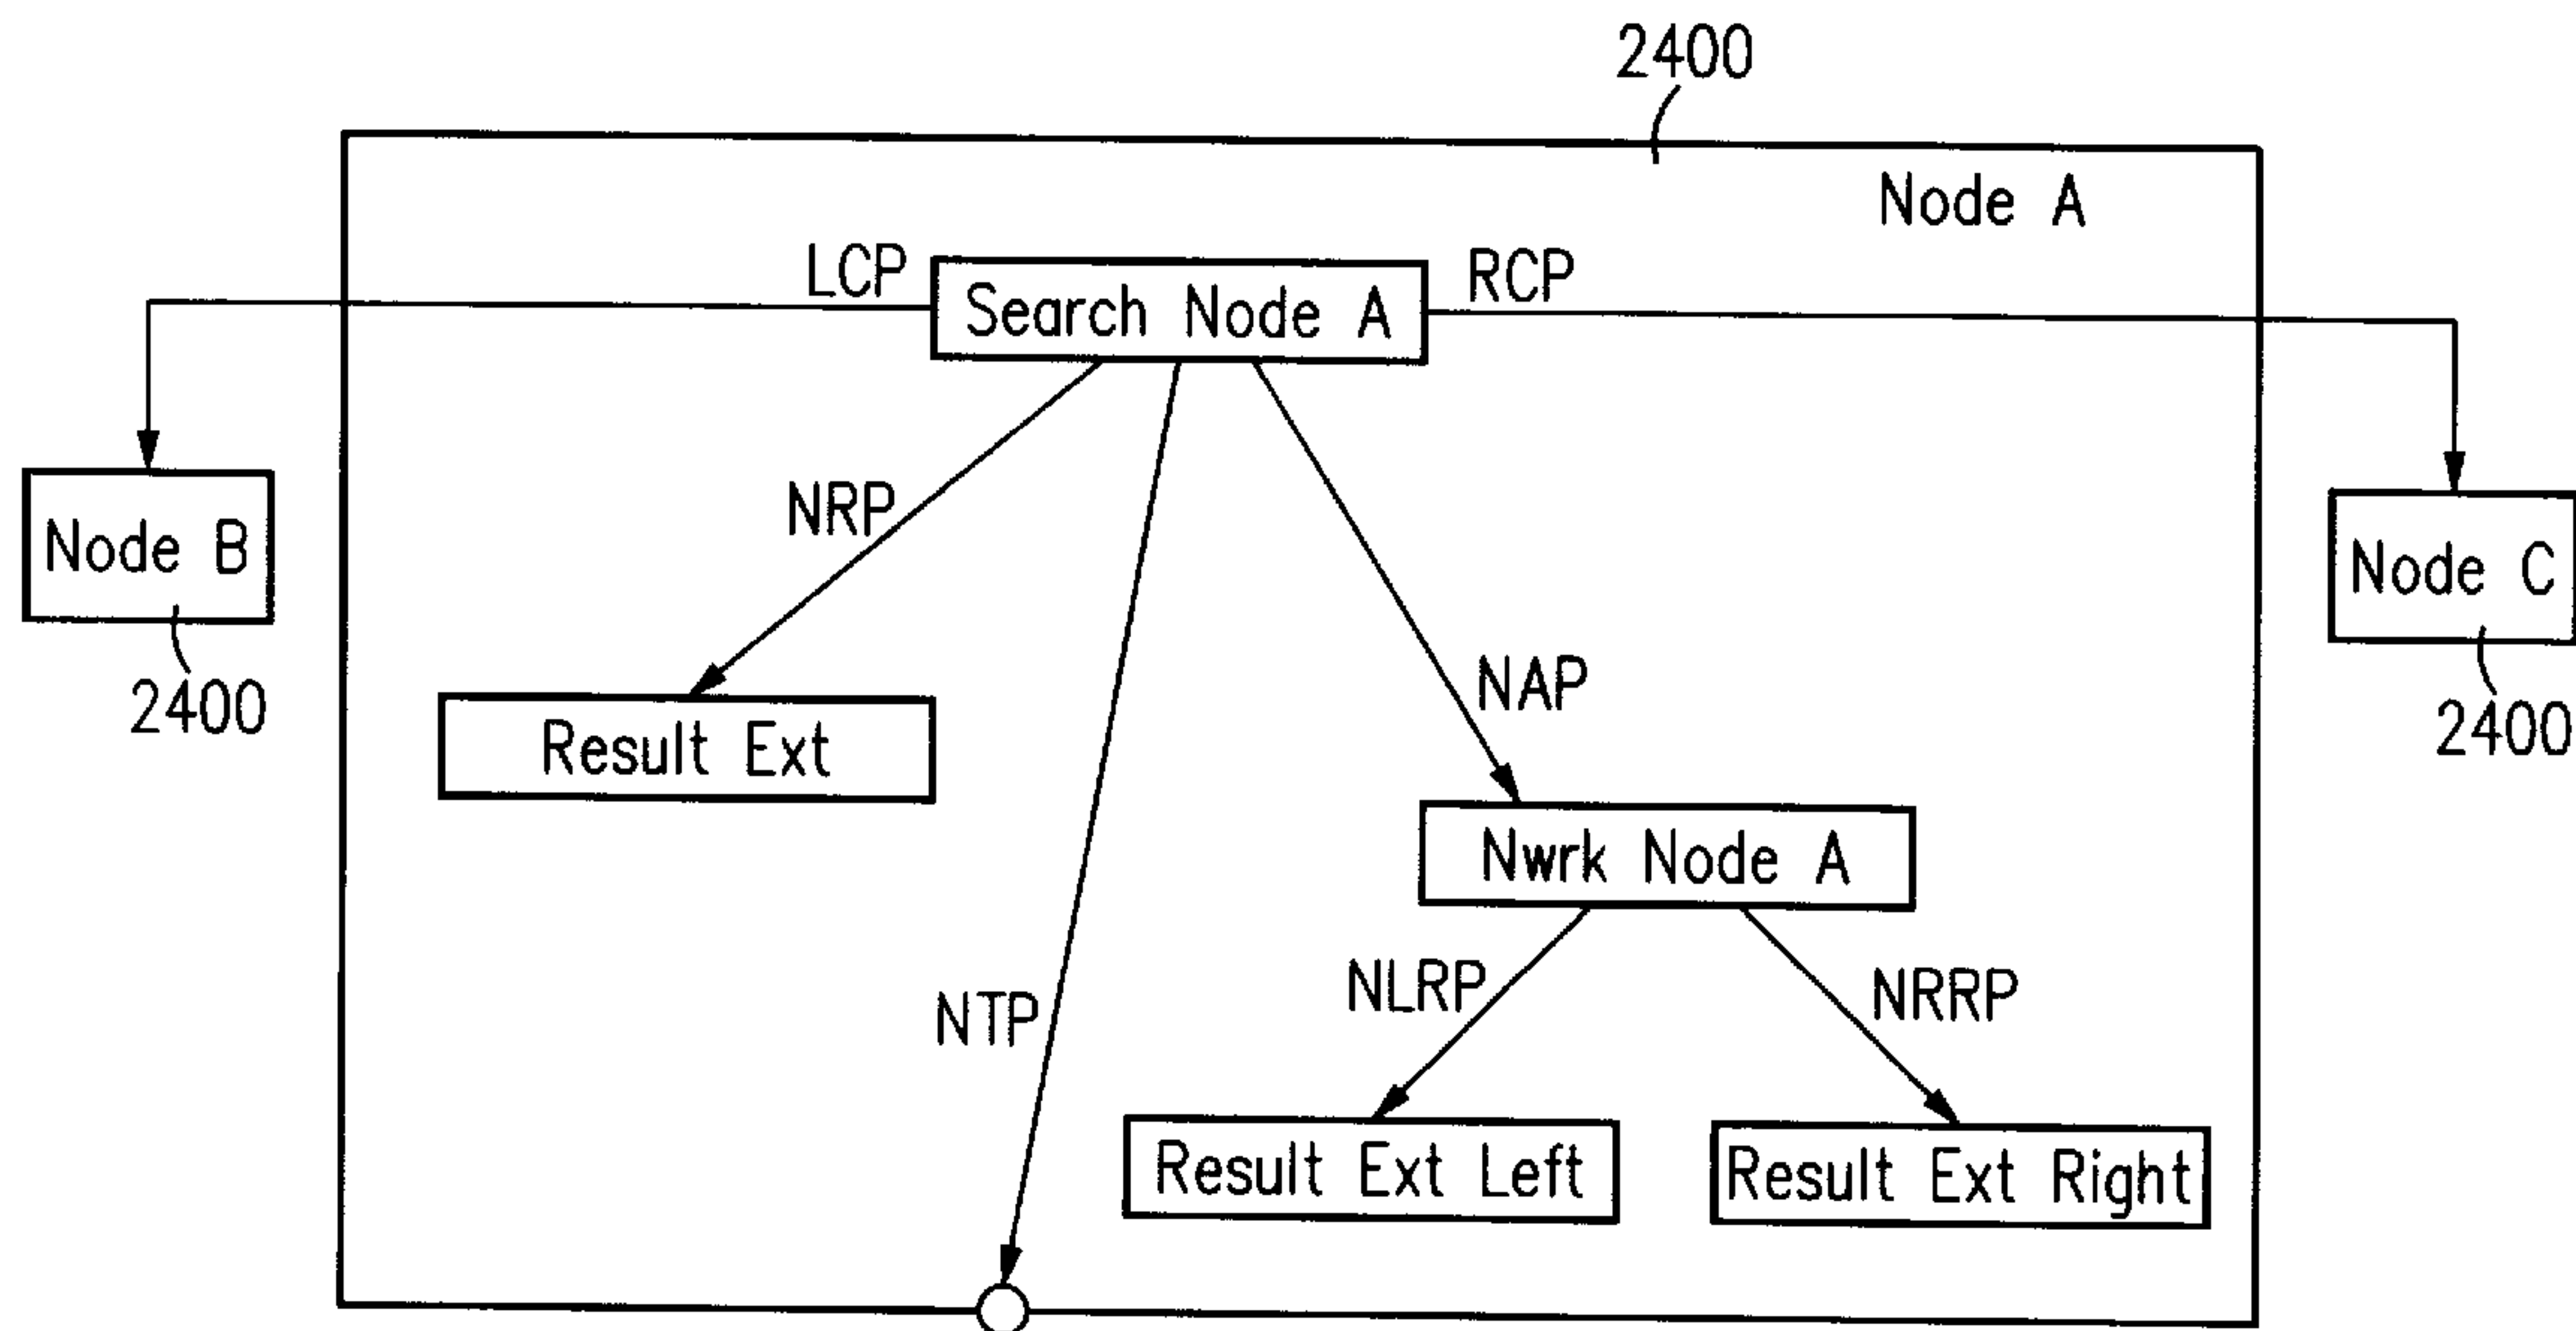 2400
Node A
LCP
Search Node A
RCP
NRP
Node B
Node C
2400
NAP
2400
Result Ext
Nwrk Node A
NTP
NLRP
NRRP
Result Ext Left
Result Ext Right